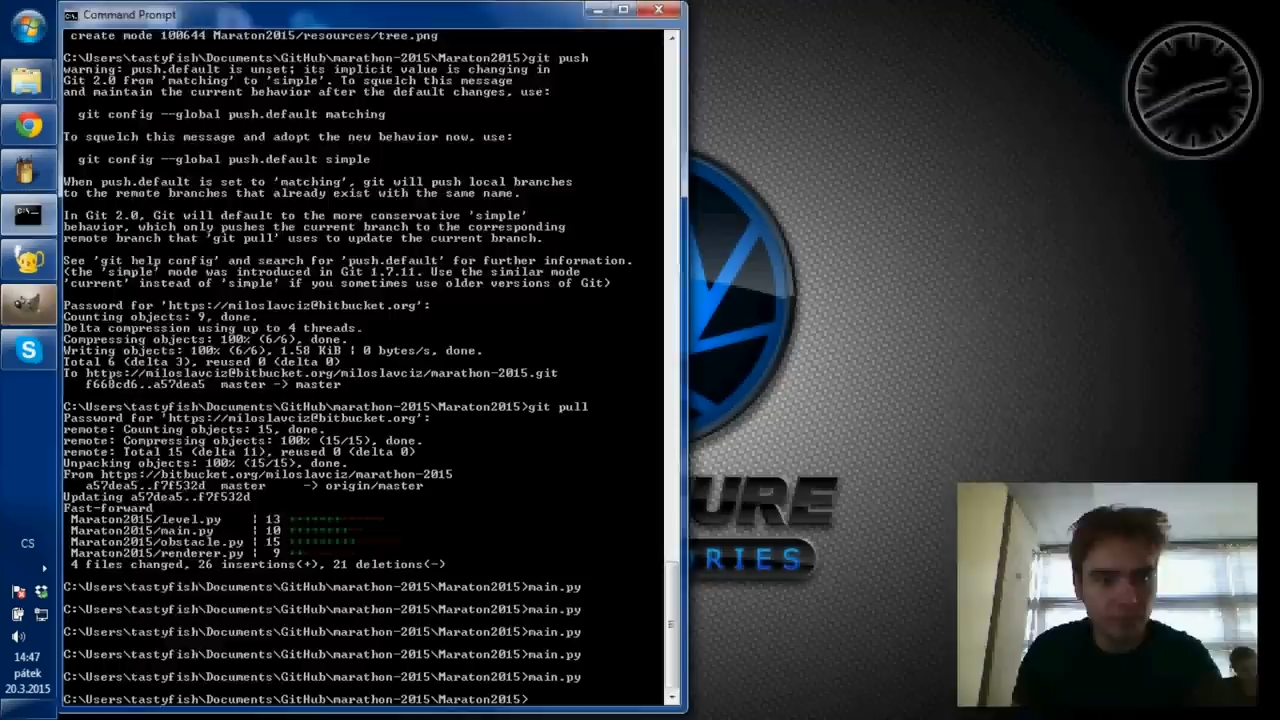 Command Prompt
create mode 100644 Maraton2015/resources/tree.png
C:\Users\tastyfish\Documents\GitHub\marathon-2015\Maraton2015>git push
warning: push.default is unset; its implicit value is changing in
Git 2.0 from 'matching' to 'simple'. To squelch this message
and maintain the current behavior after the default changes, use:
git config --global push.default matching
To squelch this message and adopt the new behavior now, use:
git config --global push.default simple
When push.default is set to 'matching', git will push local branches
to the remote branches that already exist with the same name.
In Git 2.0, Git will default to the more conservative 'simple'
behavior, which only pushes the current branch to the corresponding
remote branch that 'git pull' uses to update the current branch.
See 'git help config' and search for 'push.default' for further information.
(the 'simple' mode was introduced in Git 1.7.11. Use the similar mode
'current' instead of 'simple' if you sometimes use older versions of Git)
Password for 'https://miloslavciz@bitbucket.org':
Counting objects: 9, done.
Delta compression using up to 4 threads.
Compressing objects: 100% (6/6), done.
Writing objects: 100% (6/6), 1.58 KiB | 0 bytes/s, done.
Total 6 (delta 3), reused 0 (delta 0)
To https://miloslavciz@bitbucket.org/miloslavciz/marathon-2015.git
f660cd6..a57dea5  master -> master
C:\Users\tastyfish\Documents\GitHub\marathon-2015\Maraton2015>git pull
Password for 'https://miloslavciz@bitbucket.org':
remote: Counting objects: 15, done.
remote: Compressing objects: 100% (15/15), done.
remote: Total 15 (delta 11), reused 0 (delta 0)
Unpacking objects: 100% (15/15), done.
From https://bitbucket.org/miloslavciz/marathon-2015
a57dea5..f7f532d  master     -> origin/master
Updating a57dea5..f7f532d
Fast-forward
Maraton2015/level.py    | 13
Maraton2015/main.py     | 10
Maraton2015/obstacle.py | 15
Maraton2015/renderer.py |  9
4 files changed, 26 insertions(+), 21 deletions(-)
C:\Users\tastyfish\Documents\GitHub\marathon-2015\Maraton2015>main.py
C:\Users\tastyfish\Documents\GitHub\marathon-2015\Maraton2015>main.py
C:\Users\tastyfish\Documents\GitHub\marathon-2015\Maraton2015>main.py
C:\Users\tastyfish\Documents\GitHub\marathon-2015\Maraton2015>main.py
C:\Users\tastyfish\Documents\GitHub\marathon-2015\Maraton2015>main.py
C:\Users\tastyfish\Documents\GitHub\marathon-2015\Maraton2015>
URE
RIES
CS
14:47
pátek
20.3.2015